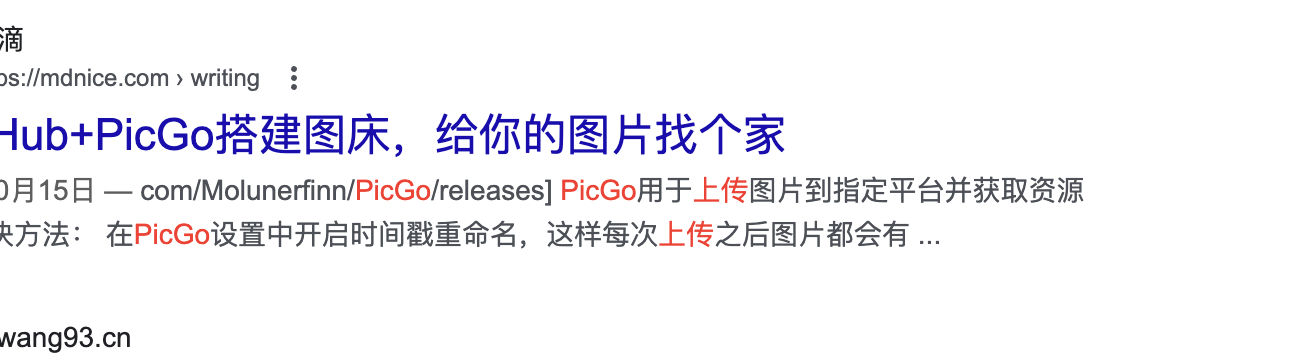 滴
ps://mdnice.com › writing
Hub+PicGo搭建图床，给你的图片找个家
0月15日 — com/Molunerfinn/PicGo/releases] PicGo用于上传图片到指定平台并获取资源
决方法： 在PicGo设置中开启时间戳重命名，这样每次上传之后图片都会有 ...
wang93.cn